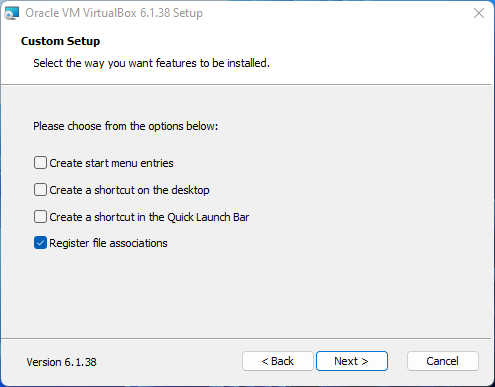 Oracle VM VirtualBox 6.1.38 Setup
Custom Setup
Select the way you want features to be installed.
Please choose from the options below:
Create start menu entries
Create a shortcut on the desktop
Create a shortcut in the Quick Launch Bar
Register file associations
Version 6.1.38
< Back
Next >
Cancel